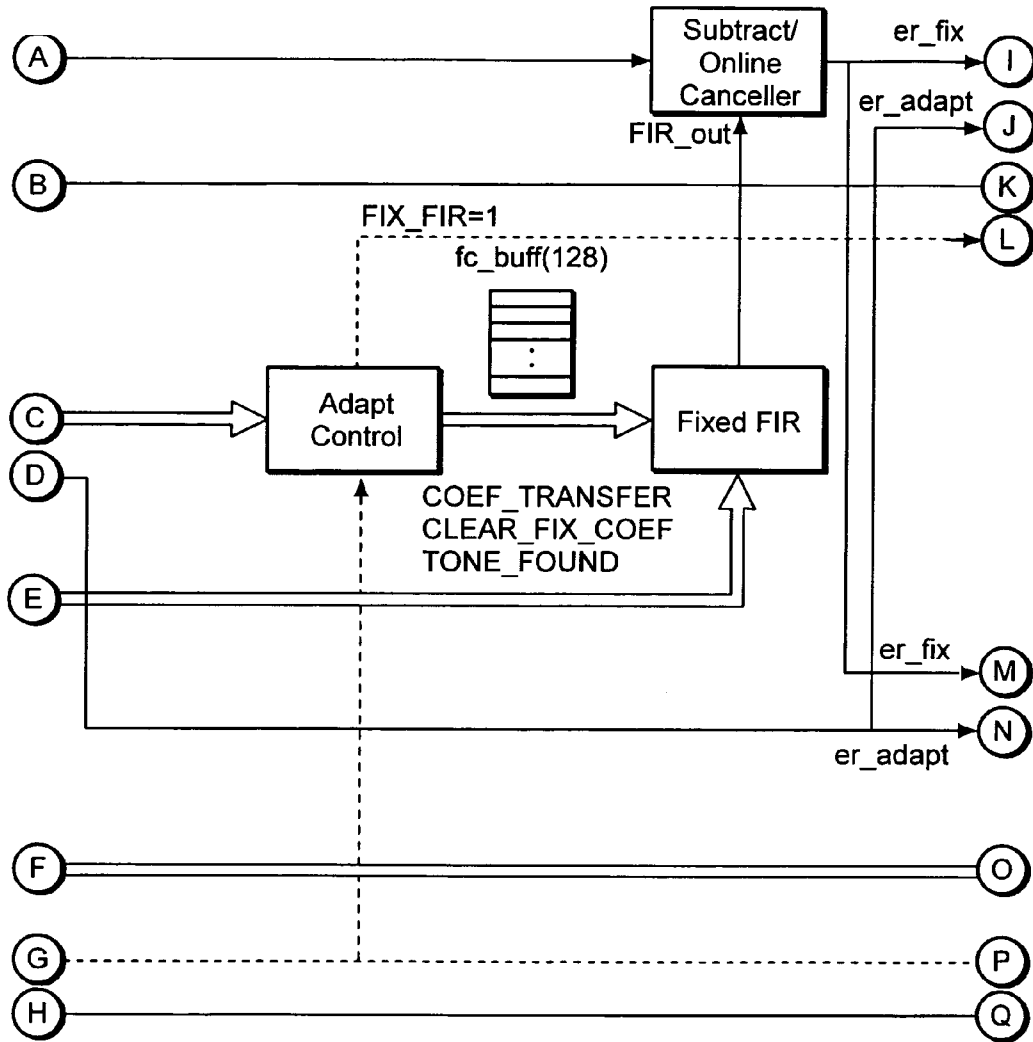 A
Subtract/
Online
Canceller
er_fix
I
er_adapt
J
FIR_out
B
K
FIX_FIR=1
L
fc_buff(128)
C
Adapt
Control
Fixed FIR
D
COEF_TRANSFER
CLEAR_FIX_COEF
TONE_FOUND
E
er_fix
M
N
er_adapt
F
O
G
P
H
Q